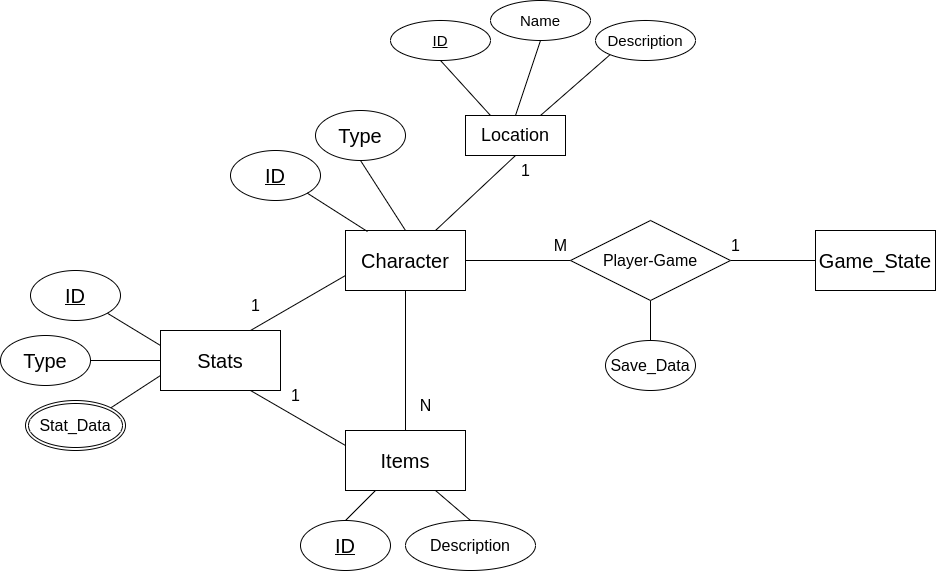 Name
ID
Description
Type
Location
1
ID
M
1
Character
Player-Game
Game_State
ID
1
Type
Stats
Save_Data
1
N
Stat_Data
Items
ID
Description